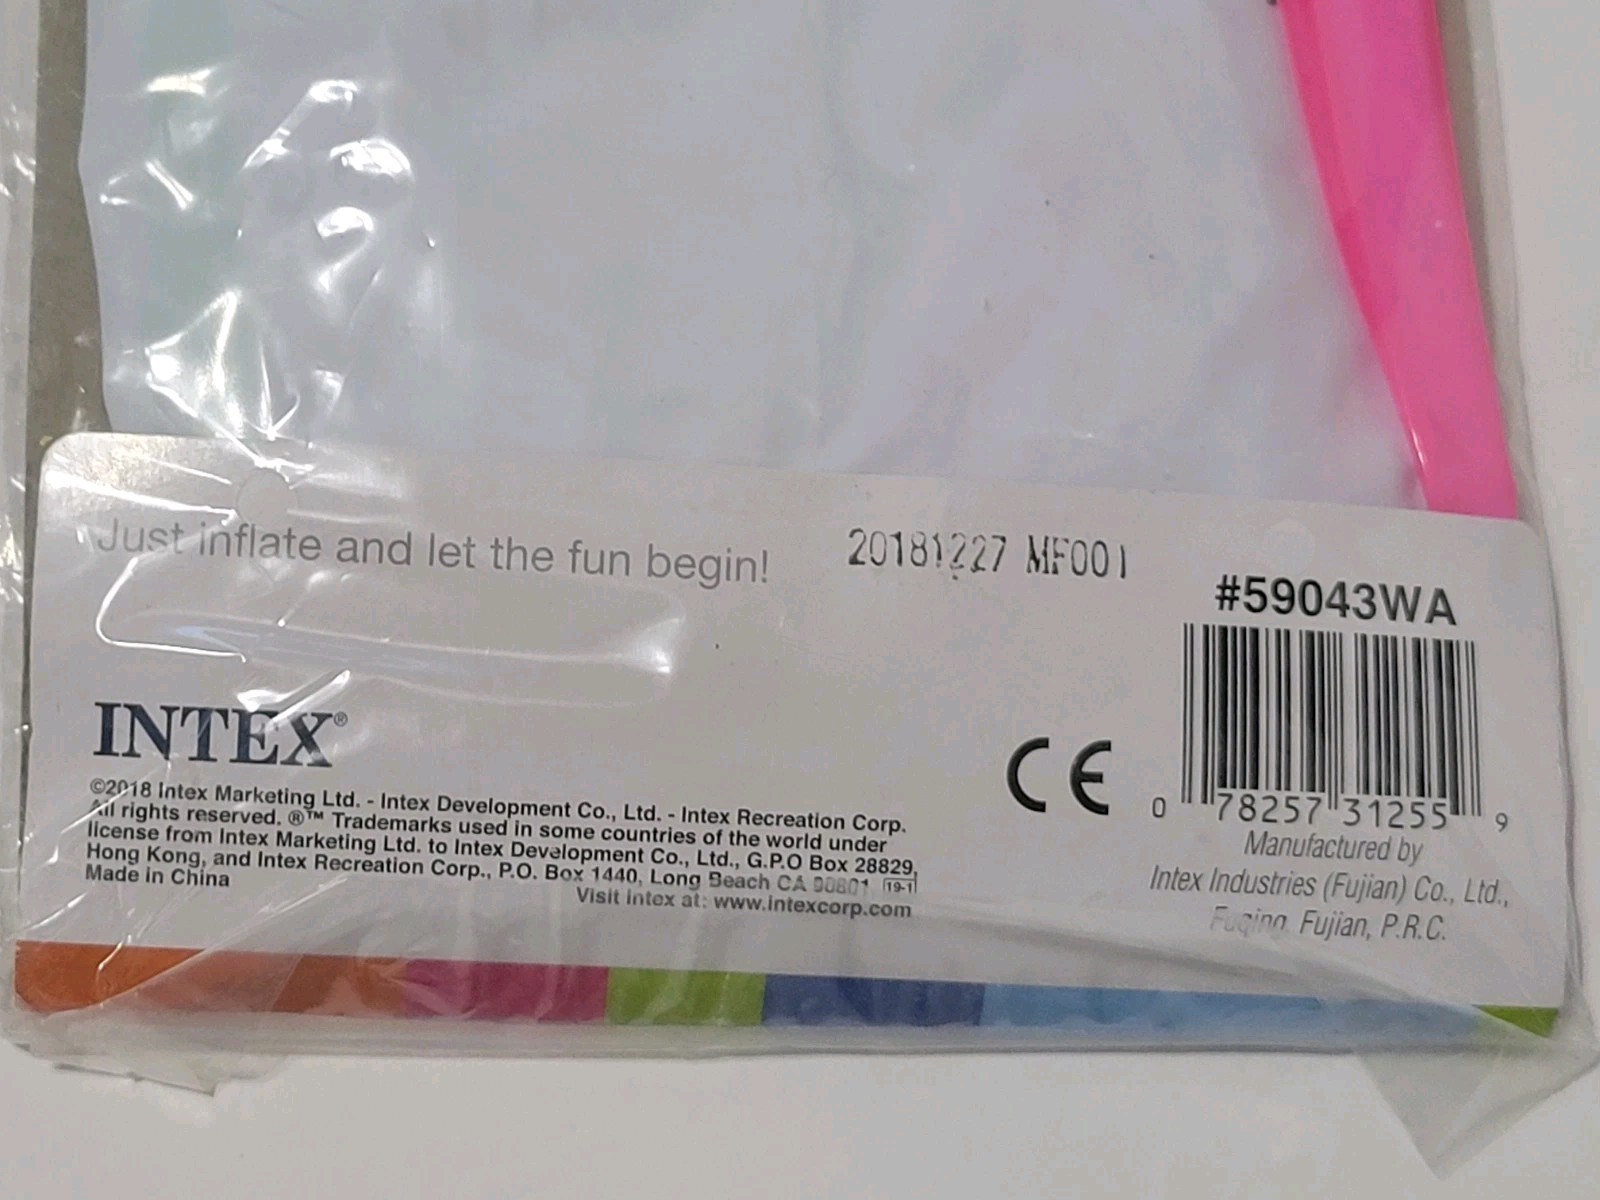 Just inflate and let the fun begin!
20181227 MF001
#59043WA
INTEX®
CE
0 78257 31255 9
©2018 Intex Marketing Ltd. - Intex Development Co., Ltd. - Intex Recreation Corp.
All rights reserved. ®™ Trademarks used in some countries of the world under
license from Intex Marketing Ltd. to Intex Development Co., Ltd., G.P.O Box 28829,
Hong Kong, and Intex Recreation Corp., P.O. Box 1440, Long Beach CA 90801 19-1
Made in China
Visit Intex at: www.intexcorp.com
Manufactured by
Intex Industries (Fujian) Co., Ltd.,
Fuqing, Fujian, P.R.C.